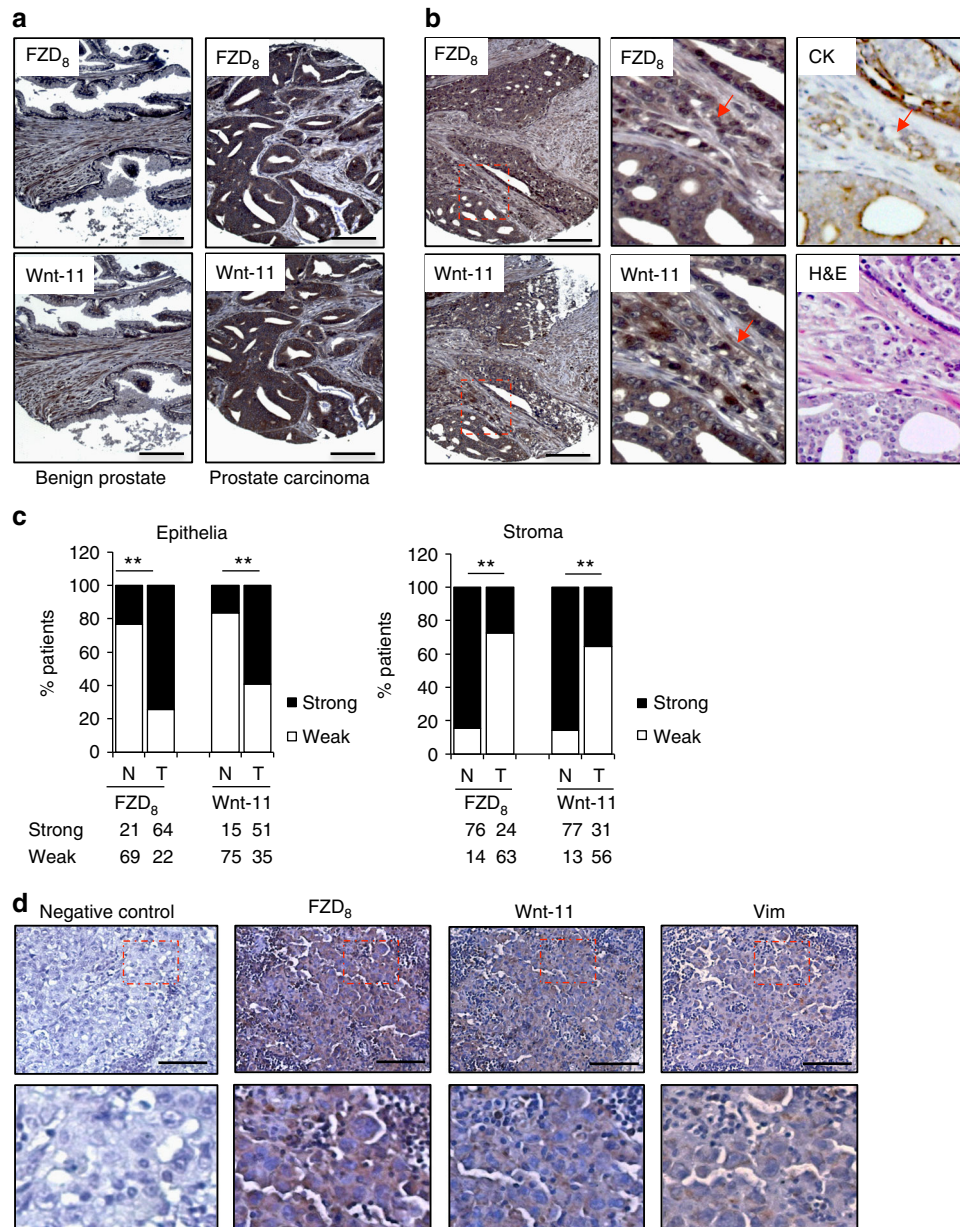 a
FZD8
FZD8
Wnt-11
Wnt-11
Benign prostate
Prostate carcinoma
b
FZD8
FZD8
CK
Wnt-11
Wnt-11
H&E
c
Epithelia
120
100
80
60
40
20
0
% patients
**
**
Strong
Weak
N T
N T
FZD8
Wnt-11
Strong 21 64 15 51
Weak 69 22 75 35
Stroma
120
100
80
60
40
20
0
% patients
**
**
Strong
Weak
N T
N T
FZD8
Wnt-11
76 24 77 31
14 63 13 56
d
Negative control
FZD8
Wnt-11
Vim